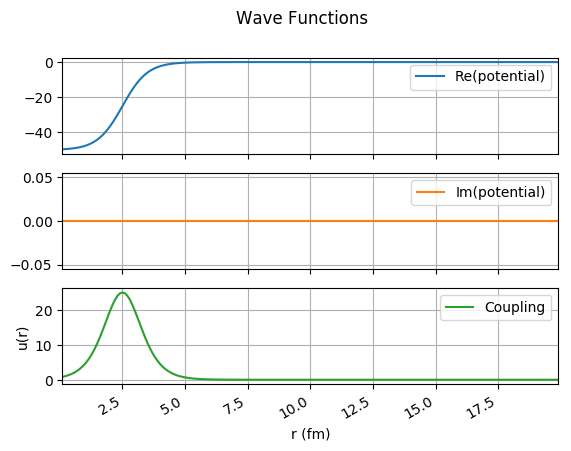 Wave Functions
0
−20
−40
Re(potential)
0.05
0.00
−0.05
Im(potential)
20
10
0
u(r)
Coupling
2.5 5.0 7.5 10.0 12.5 15.0 17.5
r (fm)